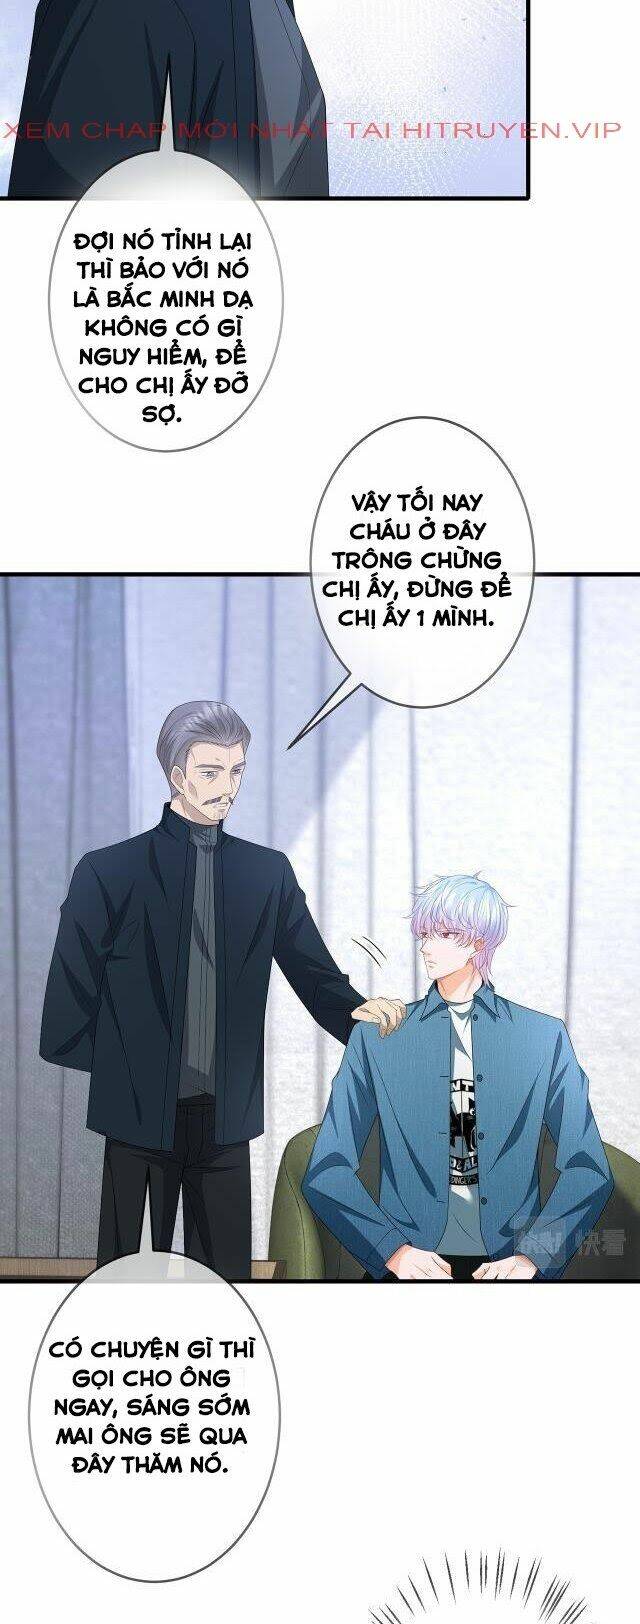 XEM CHAP MỚI NHẤT TẠI HITRUYEN.VIP
ĐỢI NÓ TỈNH LẠI
THÌ BẢO VỚI NÓ
LÀ BẮC MINH DẠ
KHÔNG CÓ GÌ
NGUY HIỂM, ĐỂ
CHO CHỊ ẤY ĐỠ
SỢ.
VẬY TỐI NAY
CHÁU Ở ĐÂY
TRÔNG CHỪNG
CHỊ ẤY, ĐỪNG ĐỂ
CHỊ ẤY 1 MÌNH.
快看
CÓ CHUYỆN GÌ THÌ
GỌI CHO ÔNG
NGAY, SÁNG SỚM
MAI ÔNG SẼ QUA
ĐÂY THĂM NÓ.